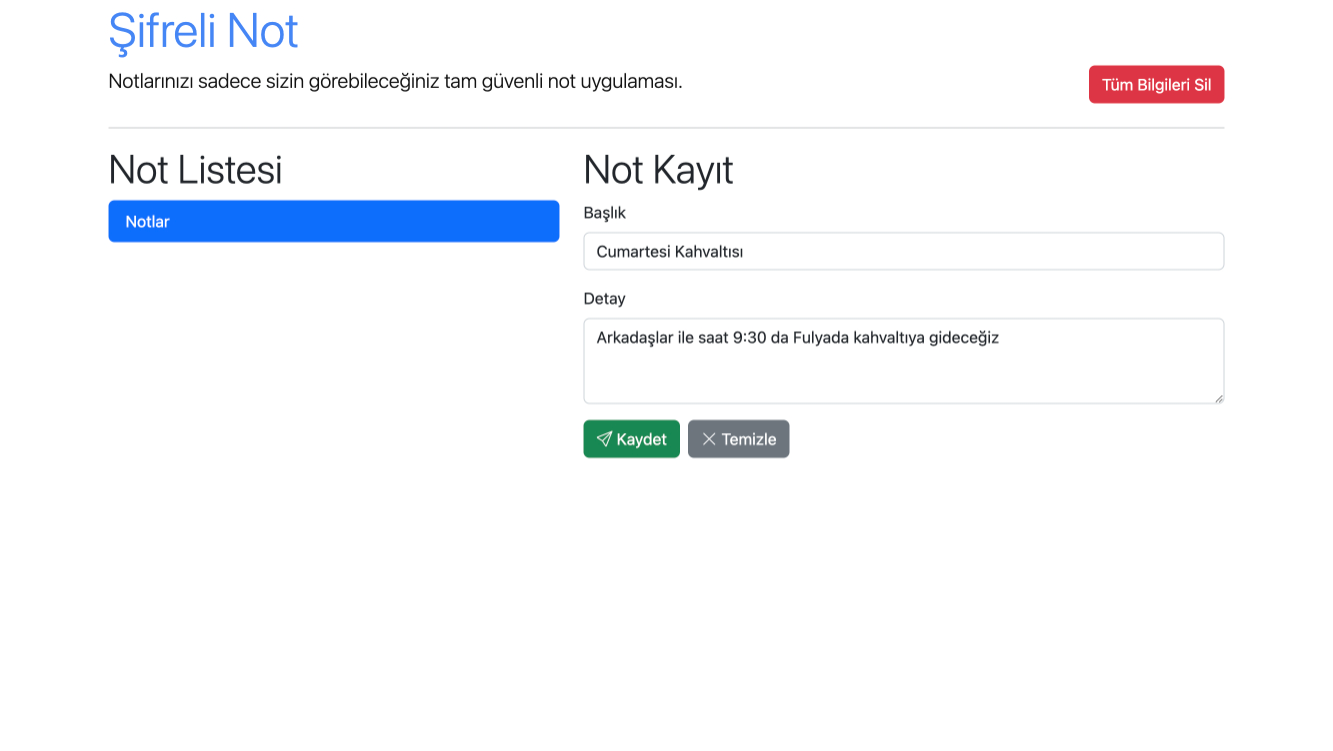 Şifreli Not
Notlarınızı sadece sizin görebileceğiniz tam güvenli not uygulaması.
Tüm Bilgileri Sil
Not Listesi
Notlar
Not Kayıt
Başlık
Cumartesi Kahvaltısı
Detay
Arkadaşlar ile saat 9:30 da Fulyada kahvaltıya gideceğiz
Kaydet
Temizle